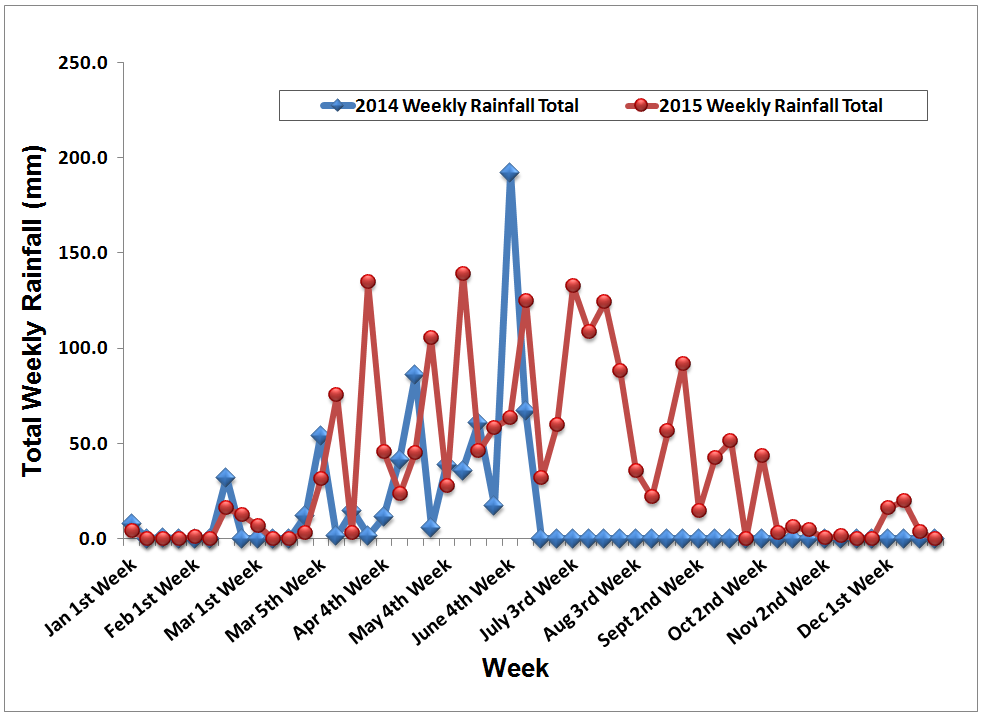 250.0
2014 Weekly Rainfall Total
2015 Weekly Rainfall Total
200.0
150.0
100.0
50.0
0.0
Total Weekly Rainfall (mm)
Jan 1st Week
Feb 1st Week
Mar 1st Week
Mar 5th Week
Apr 4th Week
May 4th Week
June 4th Week
July 3rd Week
Aug 3rd Week
Sept 2nd Week
Oct 2nd Week
Nov 2nd Week
Dec 1st Week
Week